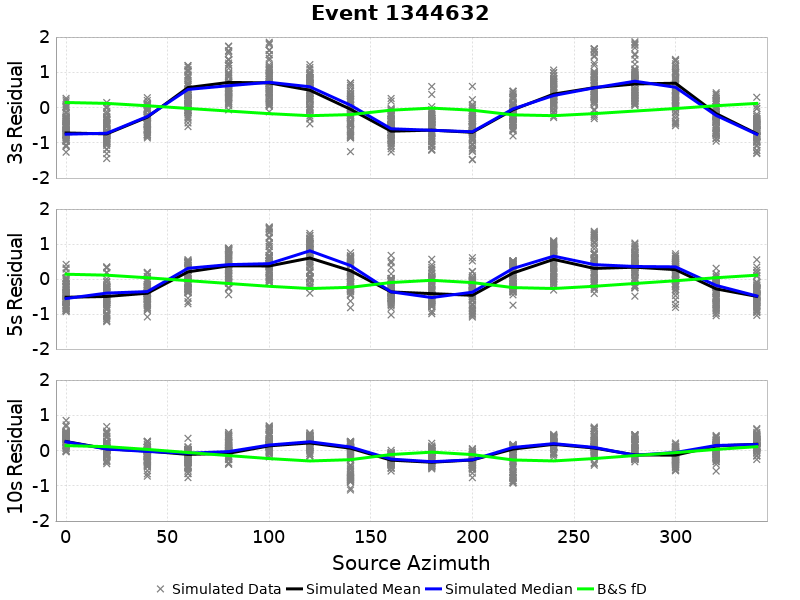 Event 1344632
3s Residual
2
1
0
-1
-2
5s Residual
2
1
0
-1
-2
10s Residual
2
1
0
-1
-2
0 50 100 150 200 250 300
Source Azimuth
Simulated Data Simulated Mean Simulated Median B&S fD